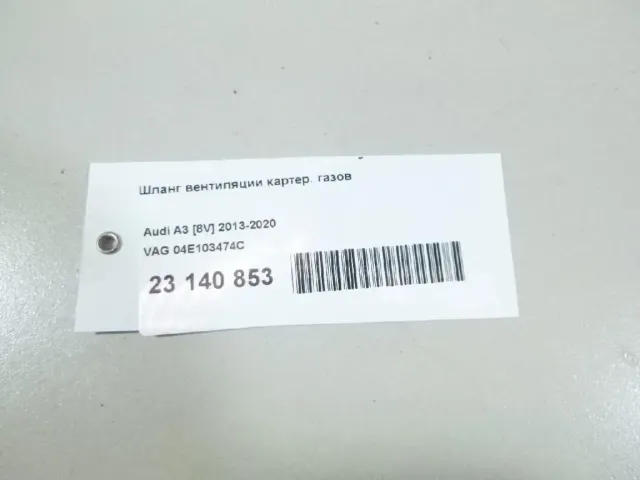 Шланг вентиляции картер. газов
Audi A3 [8V] 2013-2020
VAG 04E103474C
23 140 853